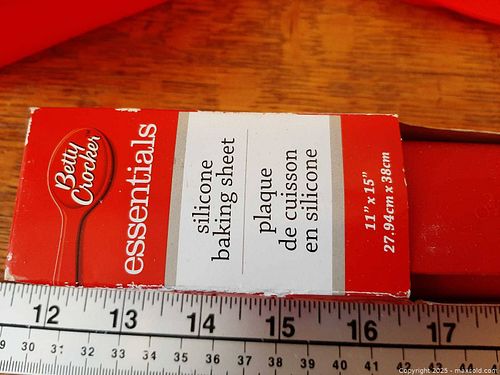 Betty
Crocker™
essentials
silicone
baking sheet
plaque
de cuisson
en silicone
11" x 15"
27.94cm x 38cm
12 13 14 15 16 17
30 31 32 33 34 35 36 37 38 39 40 41 42 43
Copyright 2025 - maxsold.com